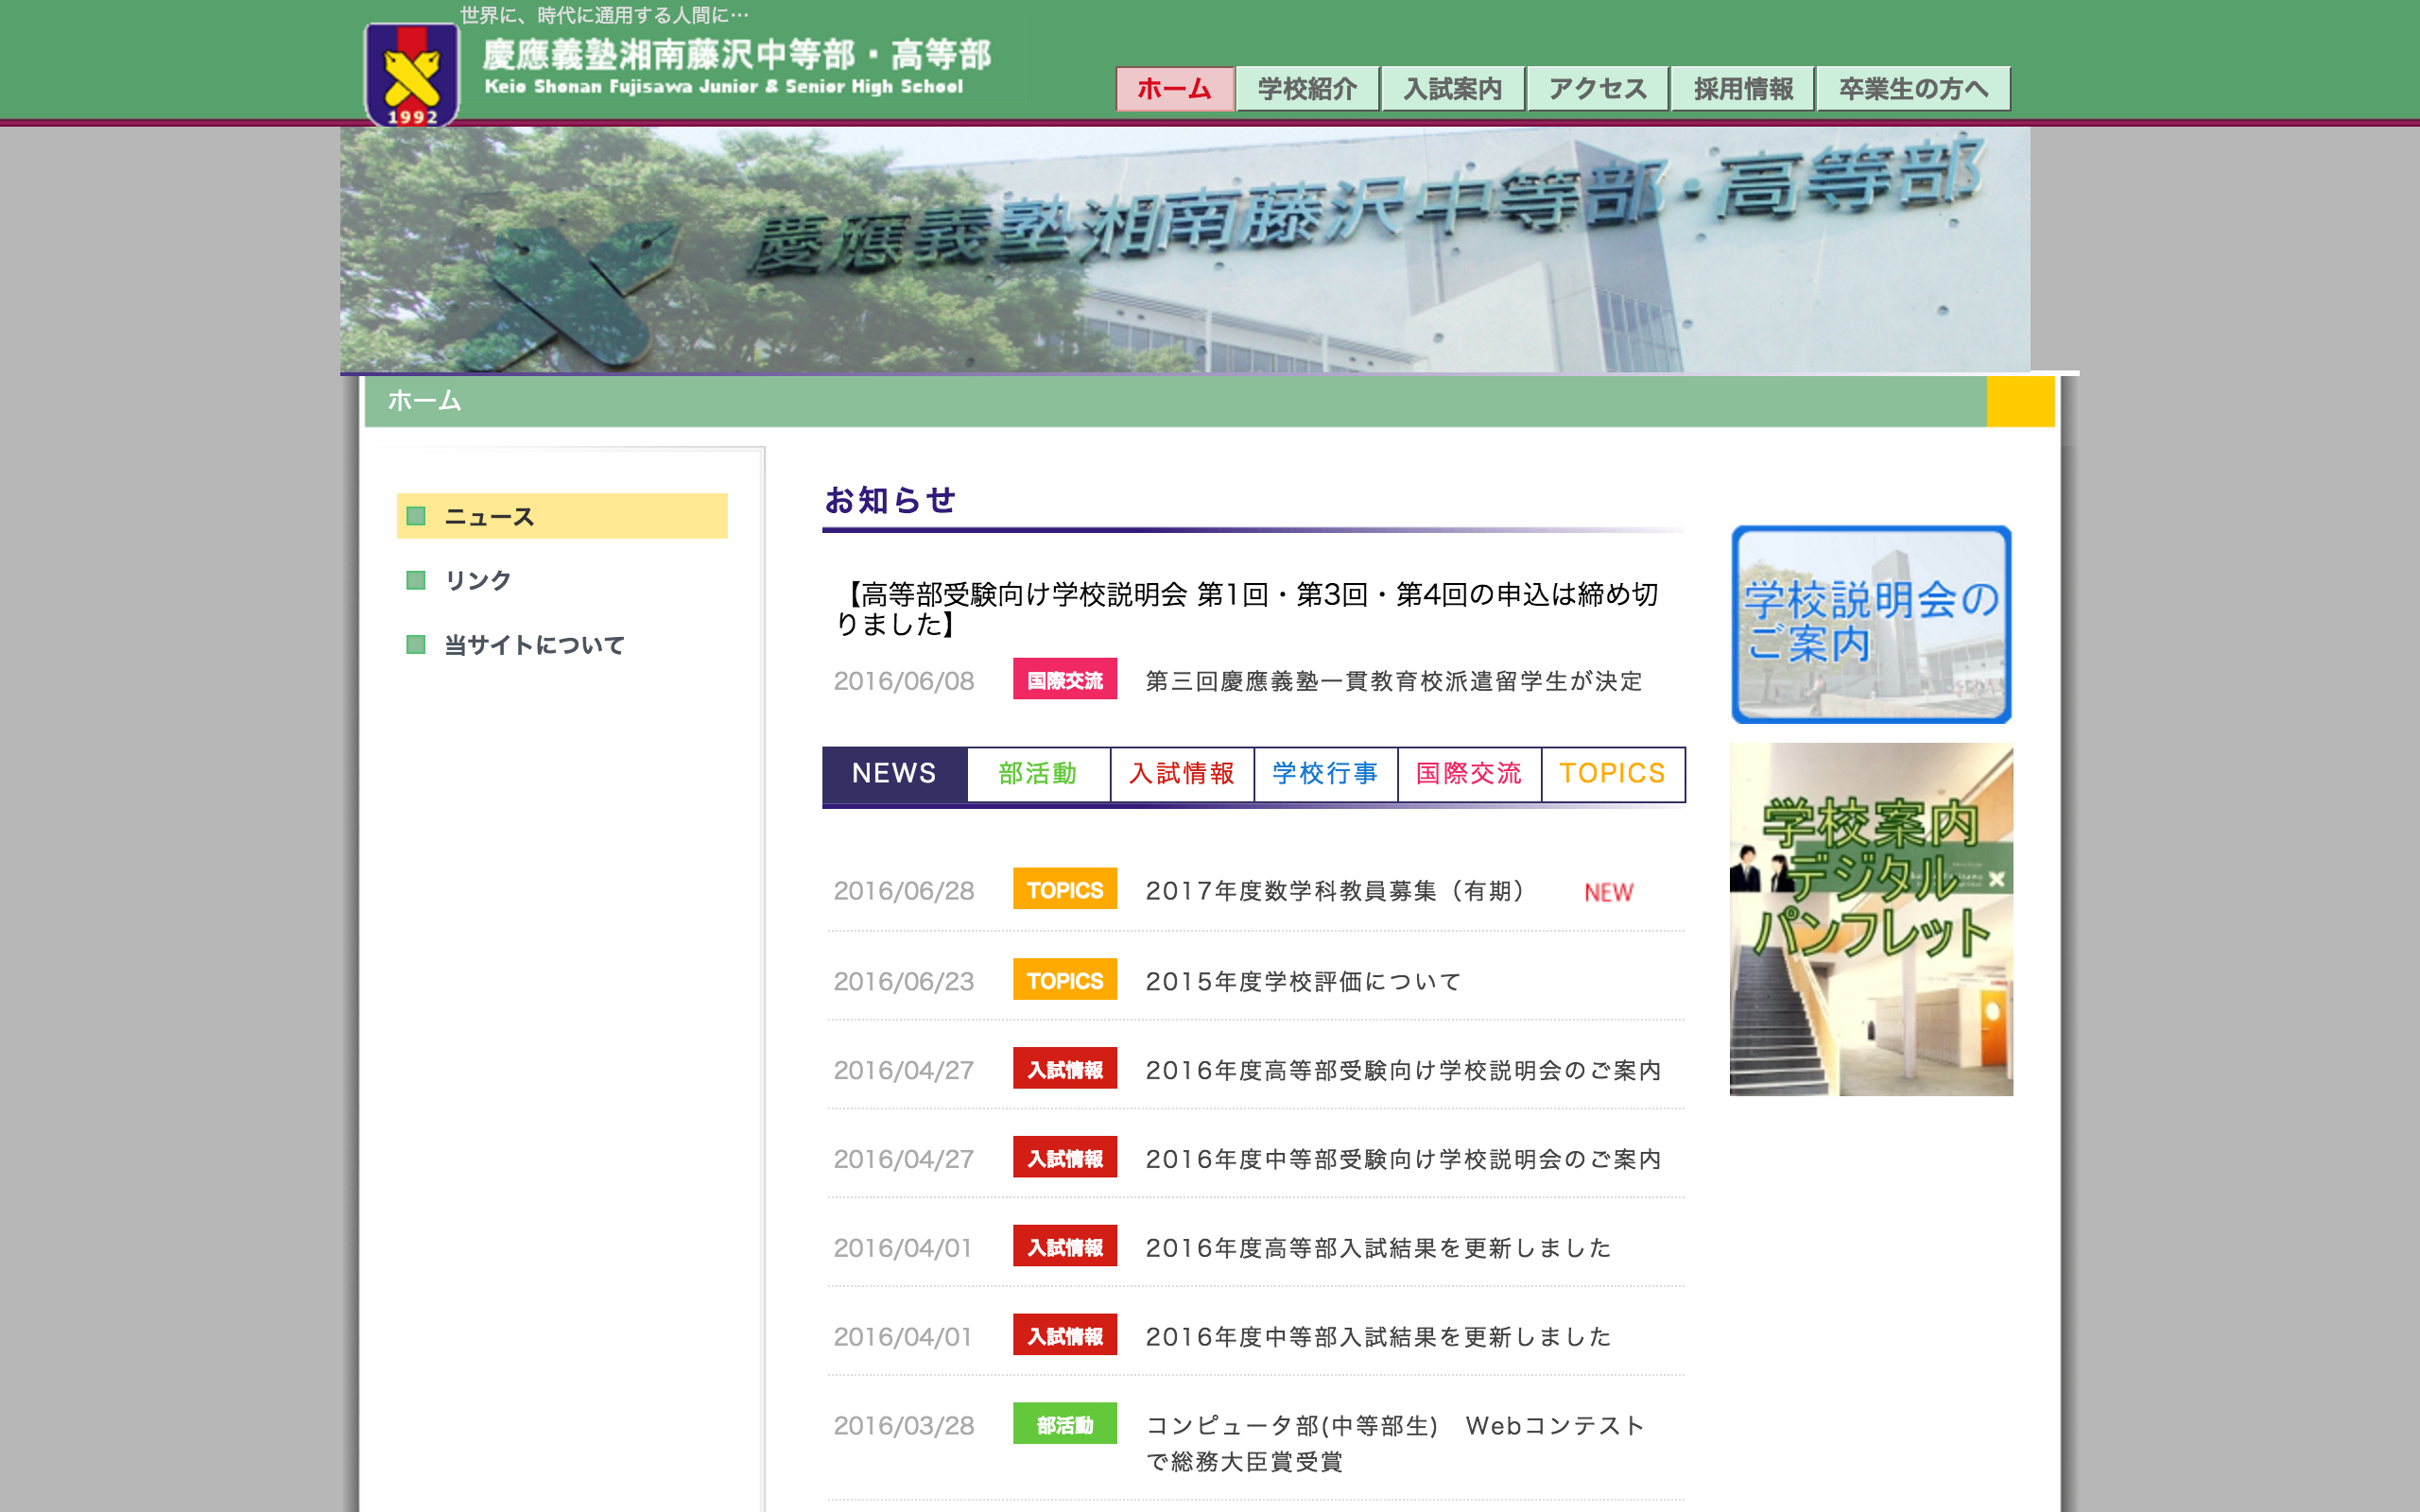 世界に、時代に通用する人間に…
慶應義塾湘南藤沢中等部・高等部
Keio Shonan Fujisawa Junior & Senior High School
1992
ホーム 学校紹介 入試案内 アクセス 採用情報 卒業生の方へ
慶應義塾湘南藤沢中等部・高等部
ホーム
ニュース
リンク
当サイトについて
お知らせ
【高等部受験向け学校説明会 第1回・第3回・第4回の申込は締め切
りました】
2016/06/08 国際交流 第三回慶應義塾一貫教育校派遣留学生が決定
NEWS 部活動 入試情報 学校行事 国際交流 TOPICS
2016/06/28 TOPICS 2017年度数学科教員募集（有期） NEW
2016/06/23 TOPICS 2015年度学校評価について
2016/04/27 入試情報 2016年度高等部受験向け学校説明会のご案内
2016/04/27 入試情報 2016年度中等部受験向け学校説明会のご案内
2016/04/01 入試情報 2016年度高等部入試結果を更新しました
2016/04/01 入試情報 2016年度中等部入試結果を更新しました
2016/03/28 部活動 コンピュータ部(中等部生)　Webコンテスト
で総務大臣賞受賞
学校説明会の
ご案内
学校案内
デジタル
パンフレット